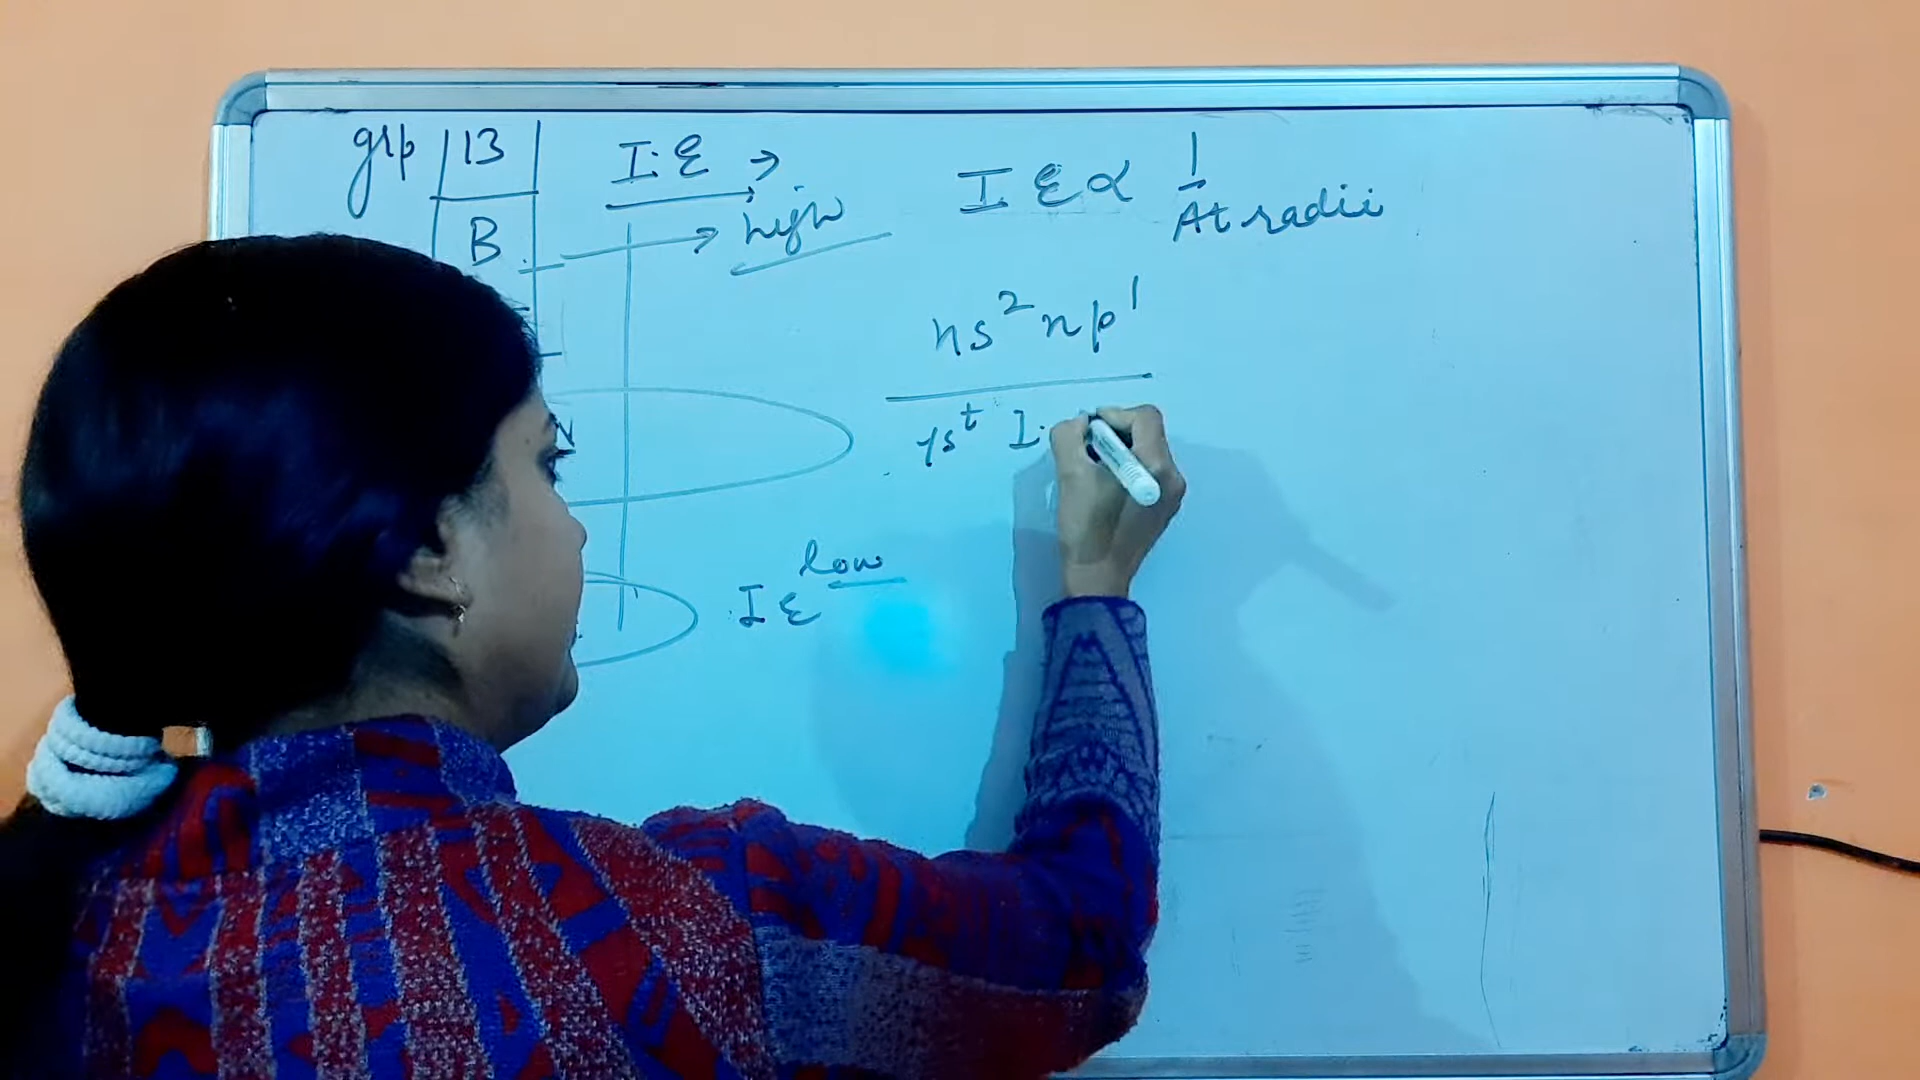 grp 13 I.E → I E ∝ 1
At radii
B → high
ns² np¹
1st I.
I E low